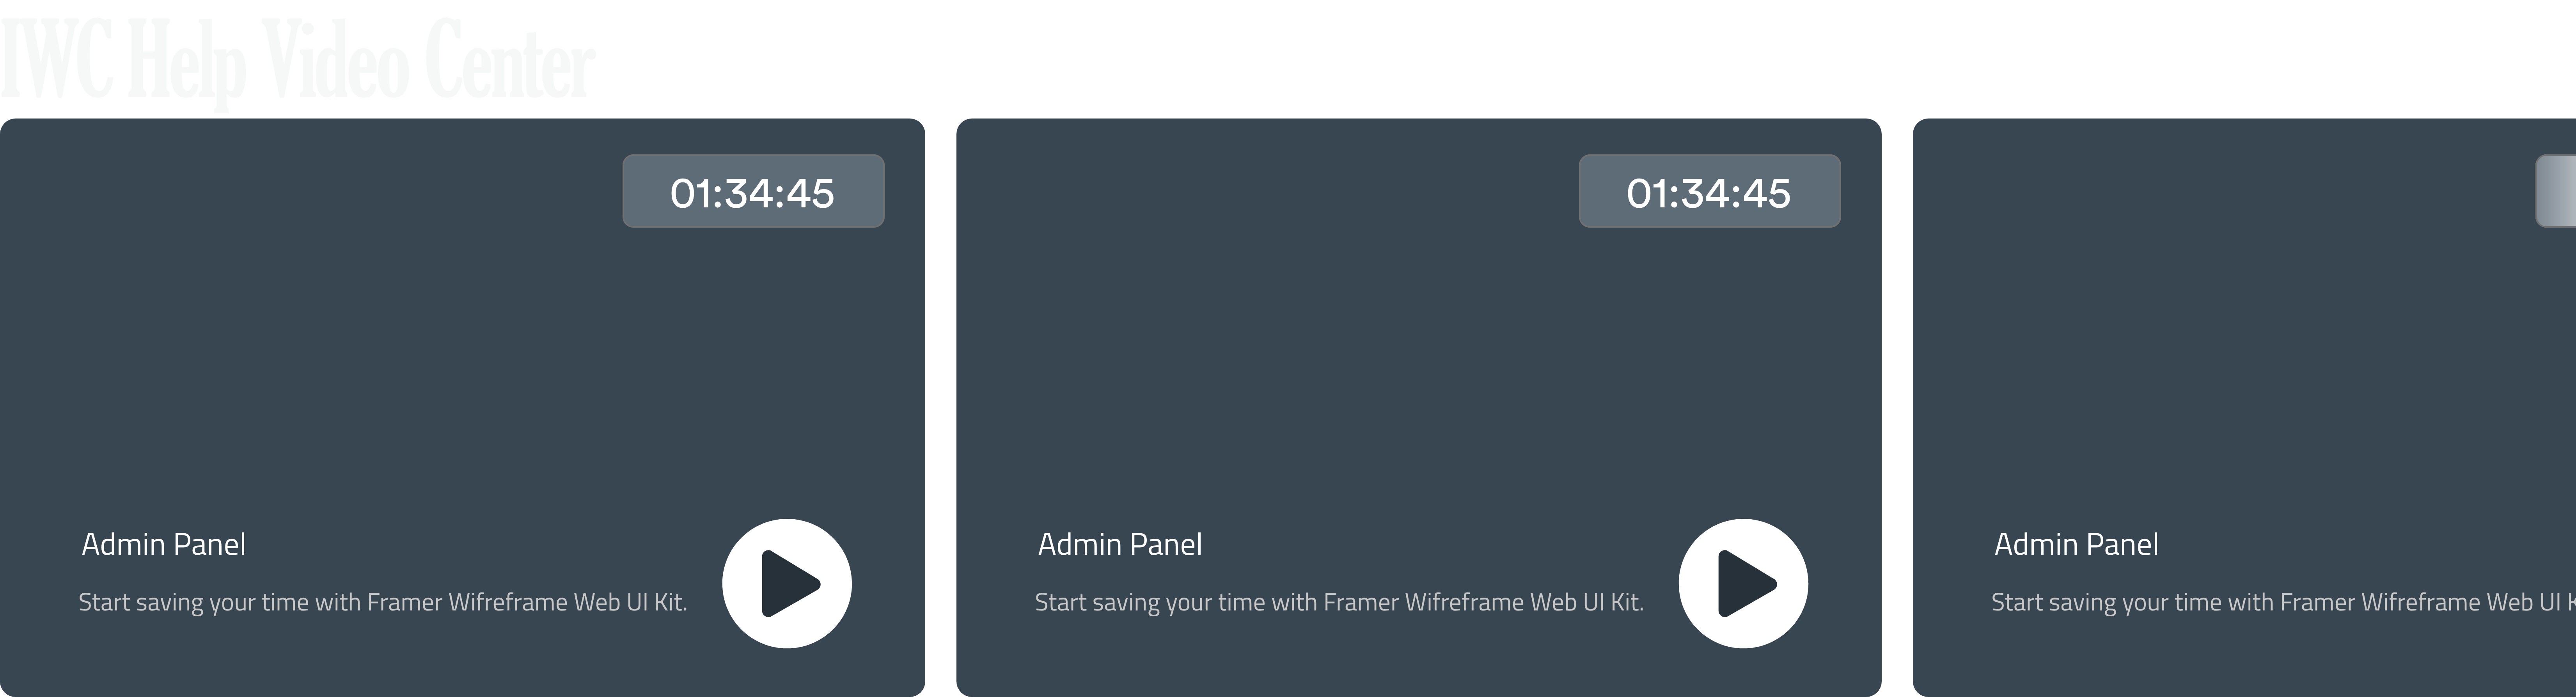 IWC Help Video Center
01:34:45
01:34:45
Admin Panel
Start saving your time with Framer Wifreframe Web UI Kit.
Admin Panel
Start saving your time with Framer Wifreframe Web UI Kit.
Admin Panel
Start saving your time with Framer Wifreframe Web UI